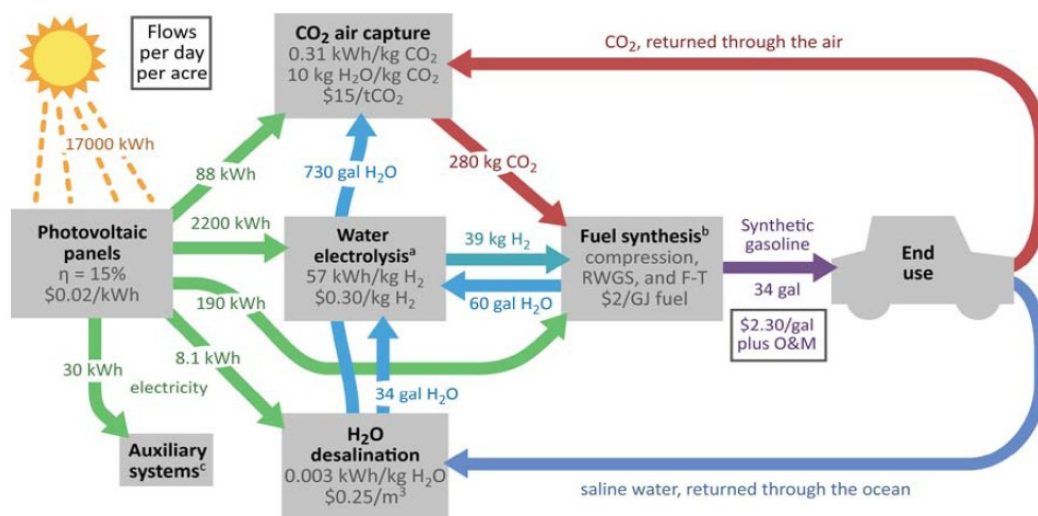 Flows
per day
per acre
17000 kWh
CO₂ air capture
0.31 kWh/kg CO₂
10 kg H₂O/kg CO₂
$15/tCO₂
CO₂, returned through the air
88 kWh
730 gal H₂O
280 kg CO₂
Photovoltaic
panels
η = 15%
$0.02/kWh
2200 kWh
Water
electrolysisᵃ
57 kWh/kg H₂
$0.30/kg H₂
39 kg H₂
60 gal H₂O
Fuel synthesisᵇ
compression,
RWGS, and F-T
$2/GJ fuel
Synthetic
gasoline
34 gal
$2.30/gal
plus O&M
End
use
190 kWh
30 kWh
8.1 kWh
electricity
34 gal H₂O
Auxiliary
systemsᶜ
H₂O
desalination
0.003 kWh/kg H₂O
$0.25/m³
saline water, returned through the ocean